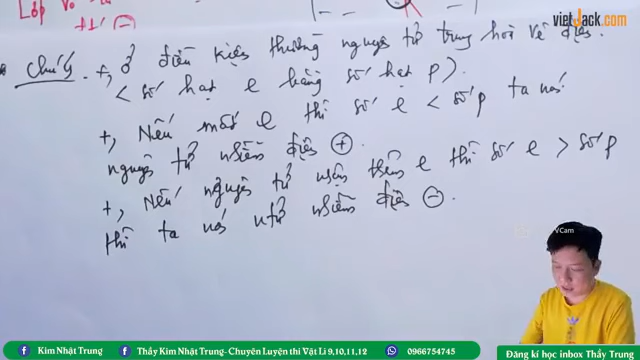 Lớp vỏ
vietJack.com
Chú ý. +, ở điều kiện thường nguyên tử trung hoà về điện.
< số hạt e bằng số hạt p).
+, Nếu mất e thì số e < số p ta nói
nguyên tử nhiễm điện +
+, Nếu nguyên tử nhận thêm e thì số e > số p
thì ta nói ntử nhiễm điện -.
VCam
Kim Nhật Trung
Thầy Kim Nhật Trung- Chuyên Luyện thi Vật Lí 9,10,11,12
0966754745
Đăng kí học inbox Thầy Trung